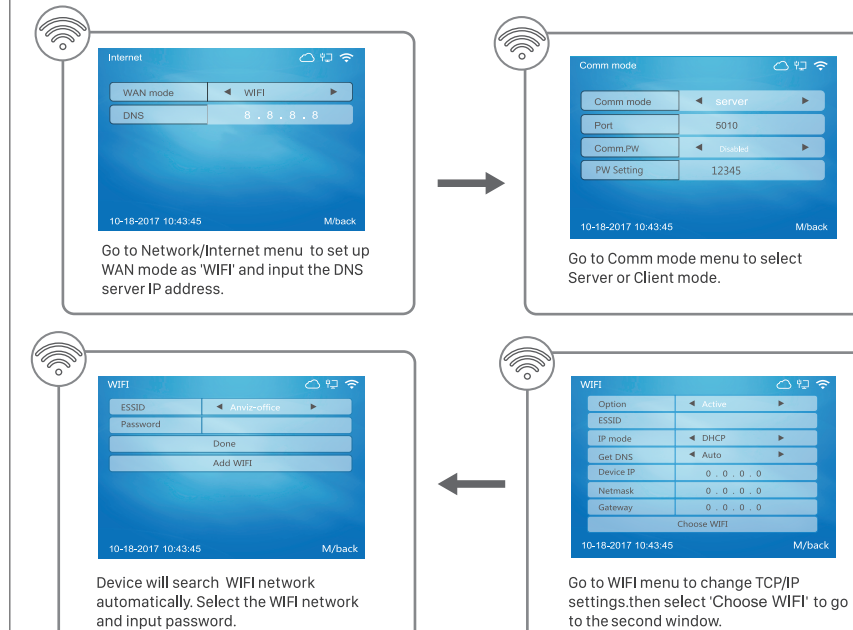 Internet
WAN mode ◄ WIFI ►
DNS 8 . 8 . 8 . 8
10-18-2017 10:43:45 M/back
Go to Network/Internet menu to set up
WAN mode as 'WIFI' and input the DNS
server IP address.
Comm mode
Comm mode ◄ server ►
Port 5010
Comm.PW ◄ Disabled ►
PW Setting 12345
10-18-2017 10:43:45 M/back
Go to Comm mode menu to select
Server or Client mode.
WIFI
Option ◄ Active ►
ESSID
IP mode ◄ DHCP ►
Get DNS ◄ Auto ►
Device IP 0 . 0 . 0 . 0
Netmask 0 . 0 . 0 . 0
Gateway 0 . 0 . 0 . 0
Choose WIFI
10-18-2017 10:43:45 M/back
Go to WIFI menu to change TCP/IP
settings.then select 'Choose WIFI' to go
to the second window.
WIFI
ESSID ◄ Anviz-office ►
Password
Done
Add WIFI
10-18-2017 10:43:45 M/back
Device will search WIFI network
automatically. Select the WIFI network
and input password.